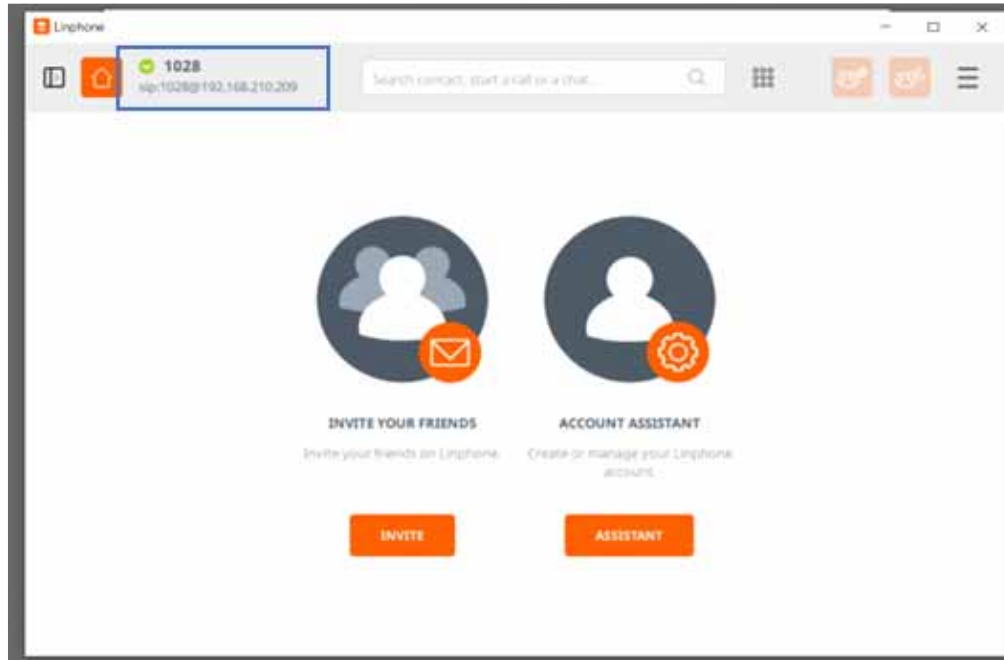 Linphone
1028
sip:1028@192.168.210.209
Search contact, start a call or a chat...
INVITE YOUR FRIENDS
Invite your friends on Linphone.
INVITE
ACCOUNT ASSISTANT
Create or manage your Linphone
account.
ASSISTANT